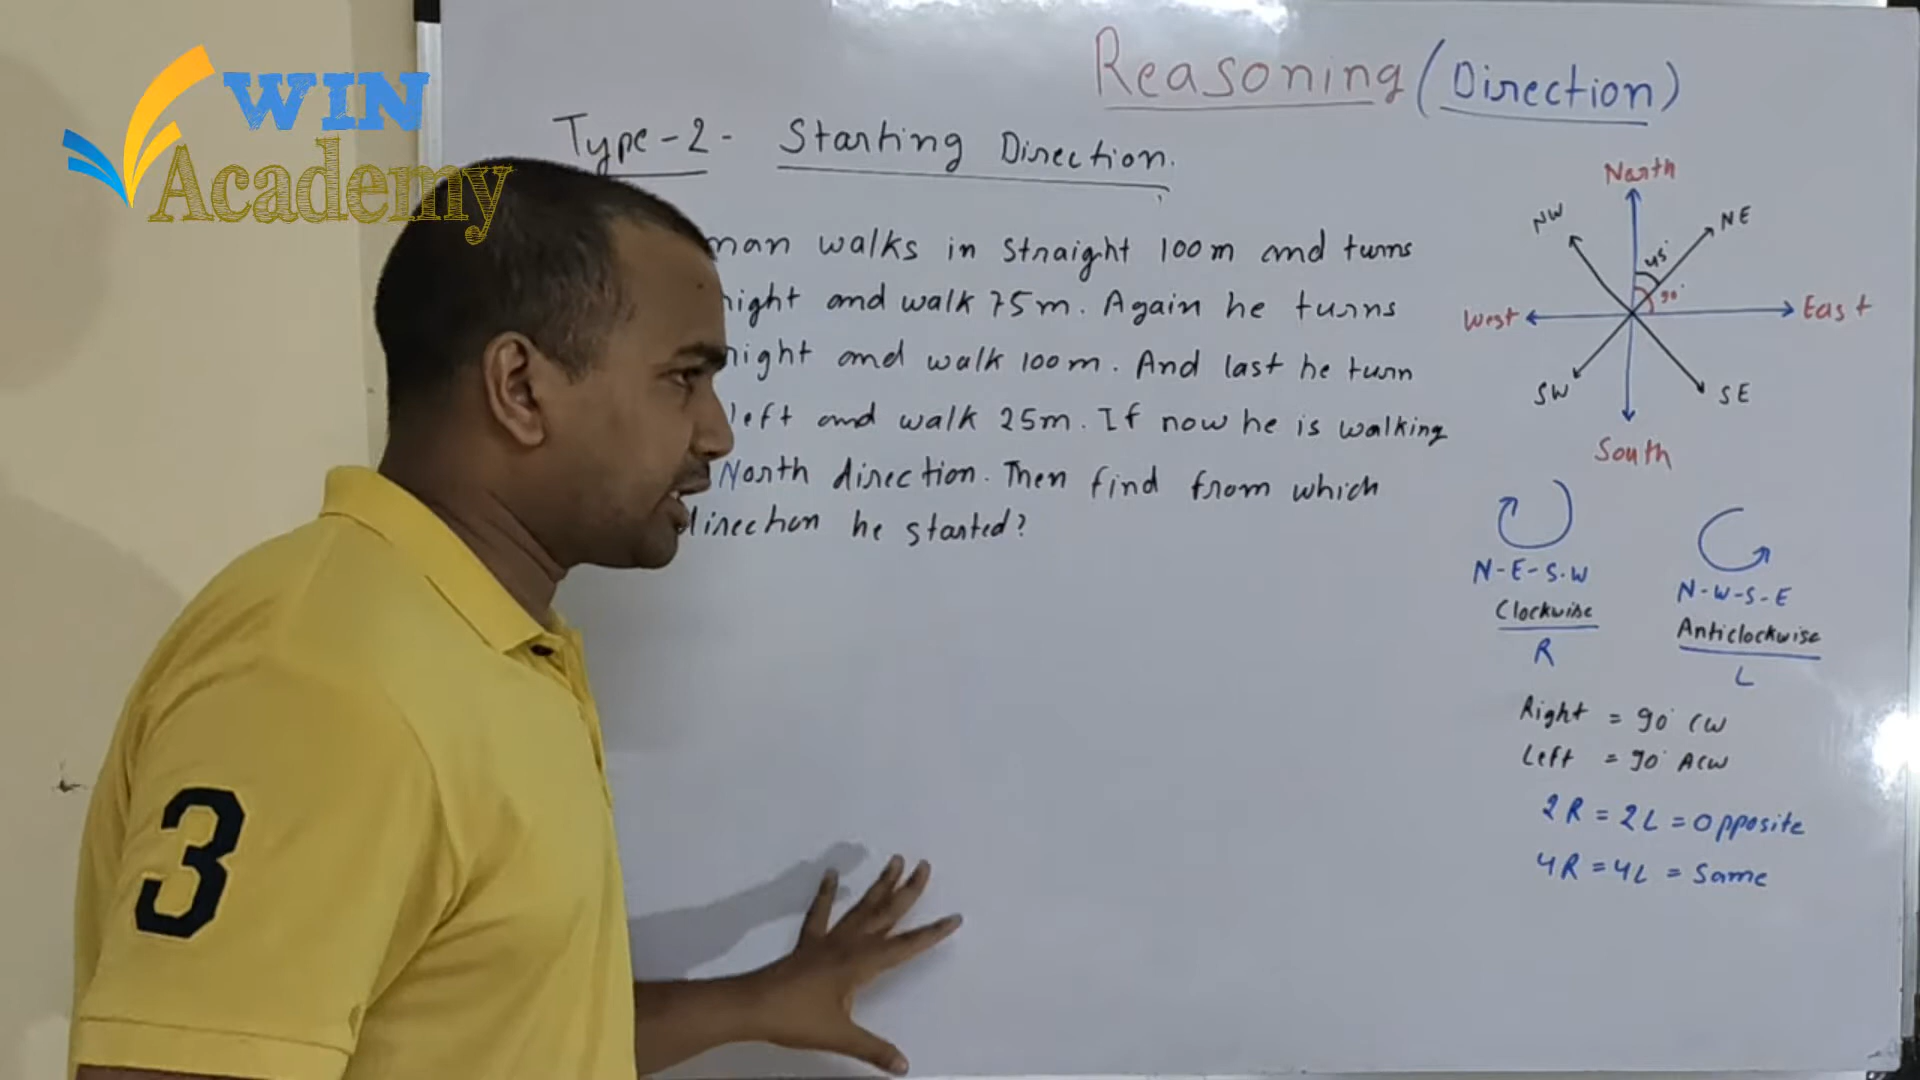 WIN
Academy
Reasoning (Direction)
Type-2- Starting Direction.
man walks in straight 100m and turns
right and walk 75m. Again he turns
right and walk 100m. And last he turn
left and walk 25m. If now he is walking
North direction. Then find from which
direction he started?
North
NW
NE
45°
90°
West
East
SW
SE
South
N-E-S-W
Clockwise
R
N-W-S-E
Anticlockwise
L
Right = 90° CW
Left = 90° ACW
2R = 2L = Opposite
4R = 4L = Same
3